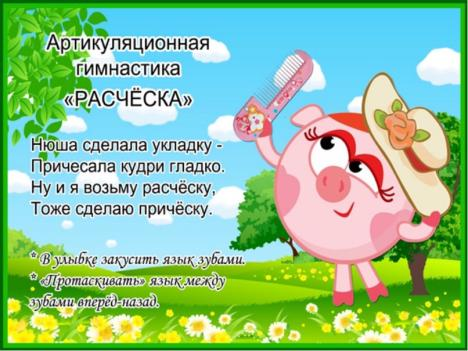 Артикуляционная
гимнастика
«РАСЧЁСКА»
Нюша сделала укладку -
Причесала кудри гладко.
Ну и я возьму расчёску,
Тоже сделаю причёску.
* В улыбке закусить язык зубами.
* «Протаскивать» язык между
зубами вперёд-назад.